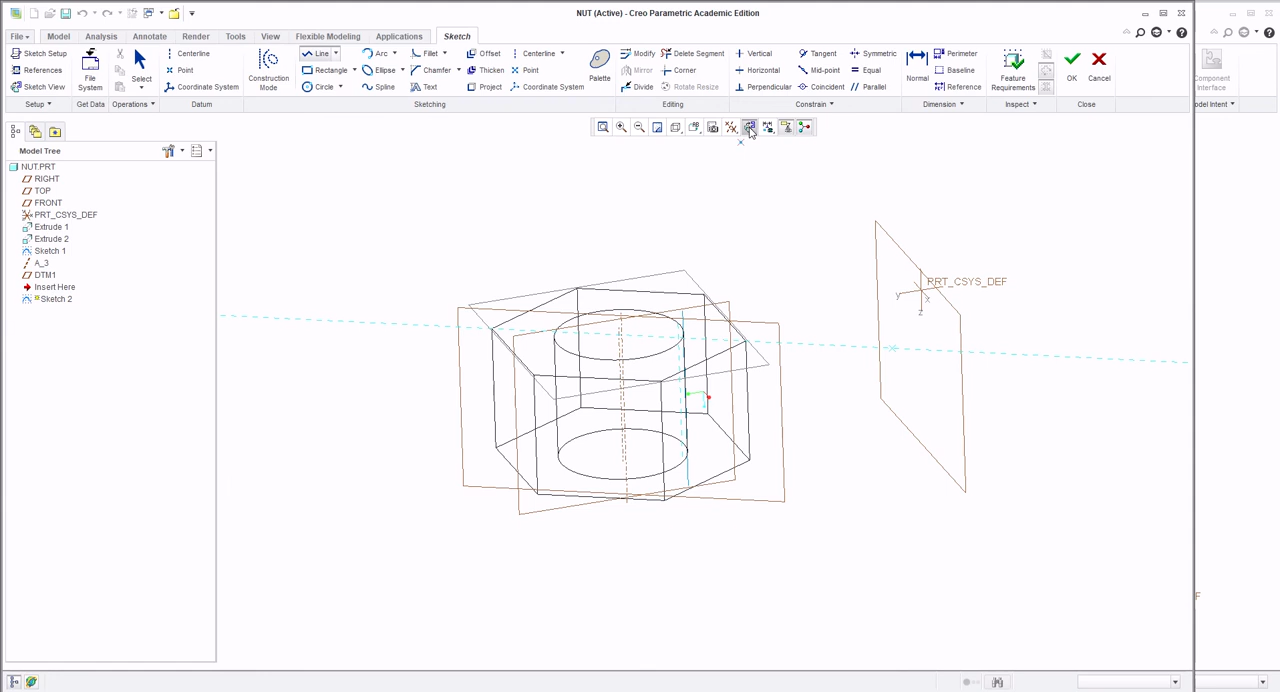 NUT (Active) - Creo Parametric Academic Edition
File Model Analysis Annotate Render Tools View Flexible Modeling Applications Sketch
Sketch Setup
References
Sketch View
File System
Select
Centerline
Point
Coordinate System
Construction Mode
Line Arc Fillet Offset Centerline
Rectangle Ellipse Chamfer Thicken Point
Circle Spline Text Project Coordinate System
Palette
Modify Delete Segment
Mirror Corner
Divide Rotate Resize
Vertical Tangent Symmetric
Horizontal Mid-point Equal
Perpendicular Coincident Parallel
Normal
Perimeter
Baseline
Reference
Feature Requirements
OK
Cancel
Component Interface
Setup Get Data Operations Datum Sketching Editing Constrain Dimension Inspect Close
odel Intent
Model Tree
NUT.PRT
RIGHT
TOP
FRONT
PRT_CSYS_DEF
Extrude 1
Extrude 2
Sketch 1
A_3
DTM1
Insert Here
Sketch 2
PRT_CSYS_DEF
y
x
z
F